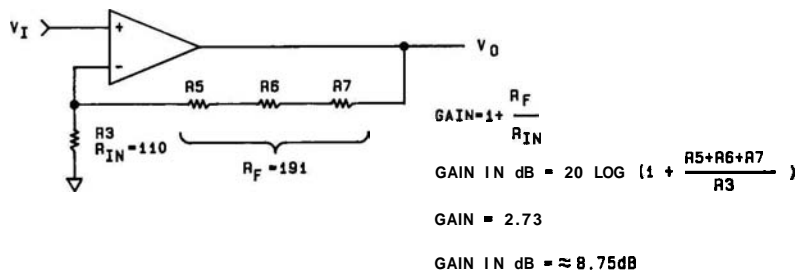 V_I
+
-
V_O
R5 R6 R7
R3
R_IN =110
R_F =191
GAIN=1+ R_F / R_IN
GAIN IN dB = 20 LOG (1 + R5+R6+R7 / R3 )
GAIN = 2.73
GAIN IN dB = ≈ 8.75dB